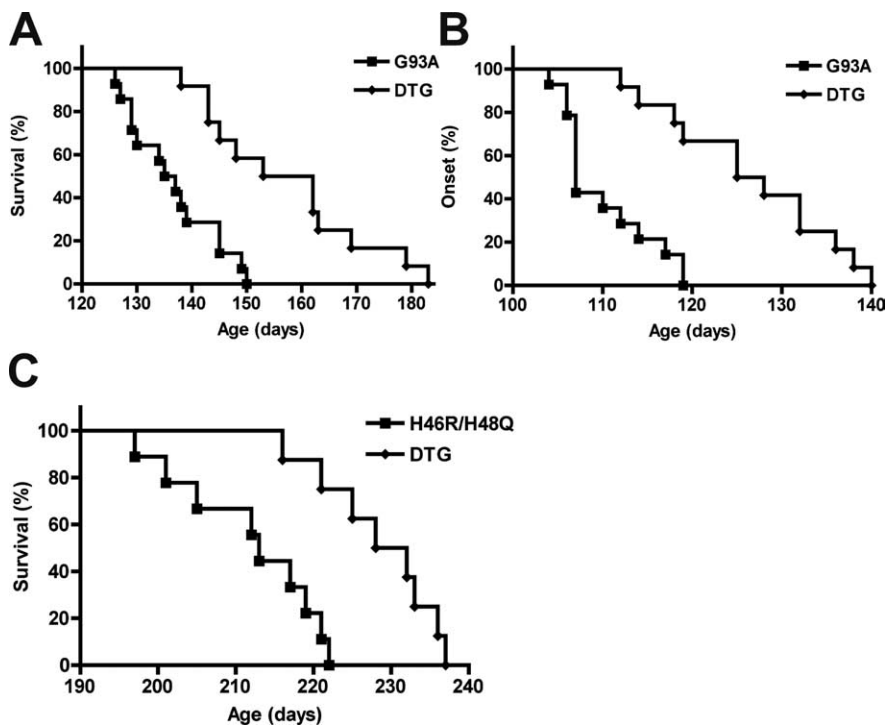 A
Survival (%)
100
80
60
40
20
0
120 130 140 150 160 170 180
Age (days)
G93A
DTG
B
Onset (%)
100
80
60
40
20
0
100 110 120 130 140
Age (days)
G93A
DTG
C
Survival (%)
100
80
60
40
20
0
190 200 210 220 230 240
Age (days)
H46R/H48Q
DTG